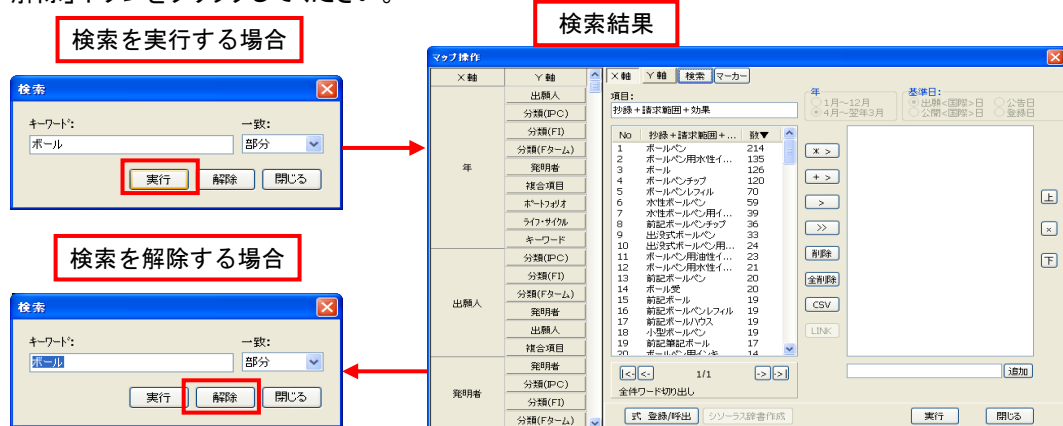 解除」ボタンをクリックしてください。
検索を実行する場合
検索
キーワード:
一致:
ボール
部分
実行
解除
閉じる
検索を解除する場合
検索
キーワード:
一致:
ボール
部分
実行
解除
閉じる
検索結果
マップ操作
X軸
Y軸
年
出願人
分類(IPC)
分類(FI)
分類(Fターム)
発明者
複合項目
ポートフォリオ
ライフ・サイクル
キーワード
出願人
分類(IPC)
分類(FI)
分類(Fターム)
発明者
出願人
複合項目
発明者
発明者
分類(IPC)
分類(FI)
分類(Fターム)
X軸 Y軸 検索 マーカー
項目:
抄録+請求範囲+効果
年
1月~12月
4月~翌年3月
基準日:
出願<国際>日 公告日
公開<国際>日 登録日
No 抄録+請求範囲+... 数▼
1 ボールペン 214
2 ボールペン用水性イ... 135
3 ボール 126
4 ボールペンチップ 120
5 ボールペンレフィル 70
6 水性ボールペン 59
7 水性ボールペン用イ... 39
8 前記ボールペンチップ 36
9 出没式ボールペン 33
10 出没式ボールペン用... 24
11 ボールペン用油性イ... 23
12 ボールペン用水性イ... 21
13 前記ボールペン 20
14 ボール受 20
15 前記ボール 19
16 前記ボールペンレフィル 19
17 前記ボールハウス 19
18 小型ボールペン 19
19 前記筆記ボール 17
20 ボールペン用インキ 14
|<- <- 1/1 -> ->|
全件ワード切り出し
* >
+ >
>
>>
削除
全削除
CSV
LINK
上
×
下
追加
式 登録/呼出
シソーラス辞書作成
実行
閉じる